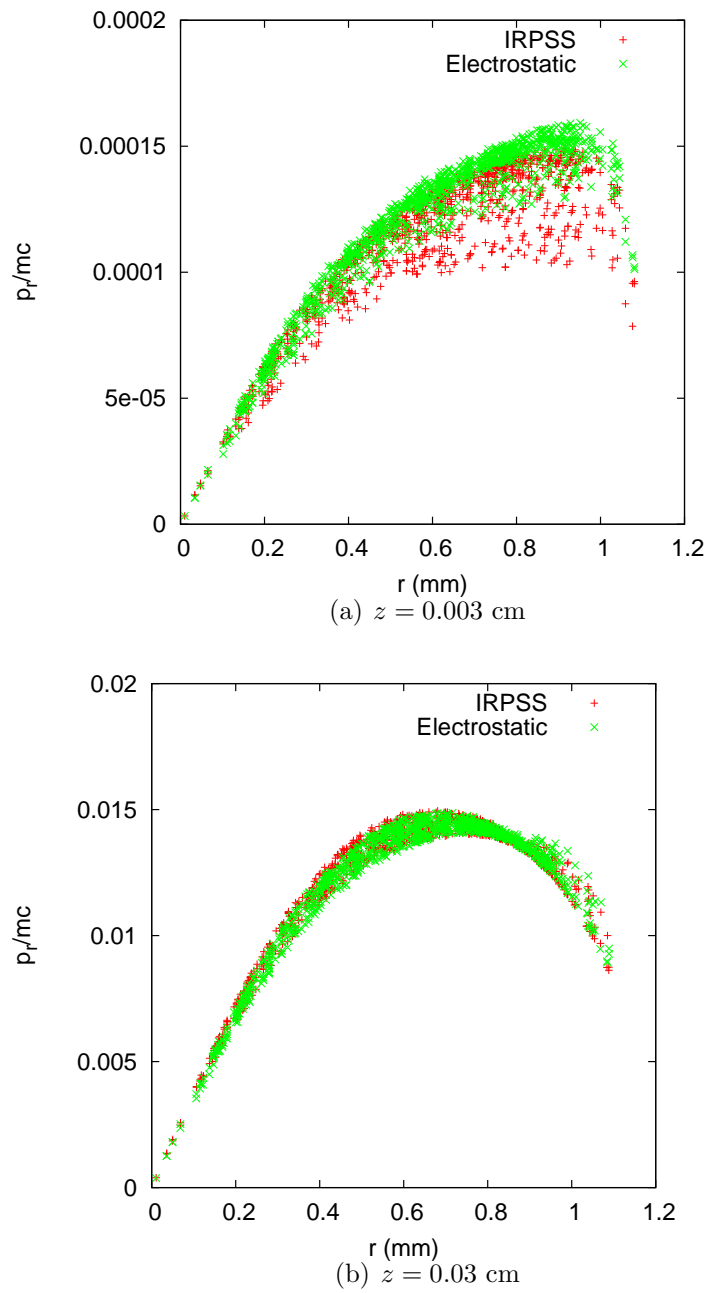 0.0002
IRPSS
Electrostatic
0.00015
0.0001
5e-05
0
p_r/mc
0 0.2 0.4 0.6 0.8 1 1.2
r (mm)
(a) z = 0.003 cm
0.02
IRPSS
Electrostatic
0.015
0.01
0.005
0
p_r/mc
0 0.2 0.4 0.6 0.8 1 1.2
r (mm)
(b) z = 0.03 cm